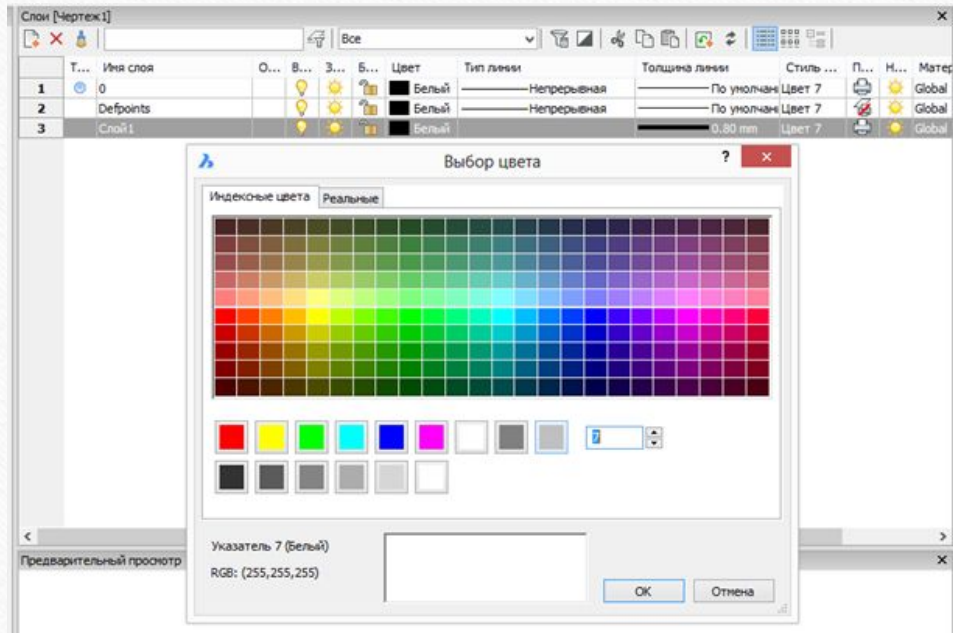 Слои [Чертеж1]
Все
Т... Имя слоя О... В... З... Б... Цвет Тип линии Толщина линии Стиль ... П... Н... Матер
1 0 Белый Непрерывная По умолчани Цвет 7 Global
2 Defpoints Белый Непрерывная По умолчани Цвет 7 Global
3 Слой1 Белый 0.80 mm Цвет 7 Global
Выбор цвета ?
Индексные цвета Реальные
7
Указатель 7 (Белый)
RGB: (255,255,255)
OK Отмена
Предварительный просмотр